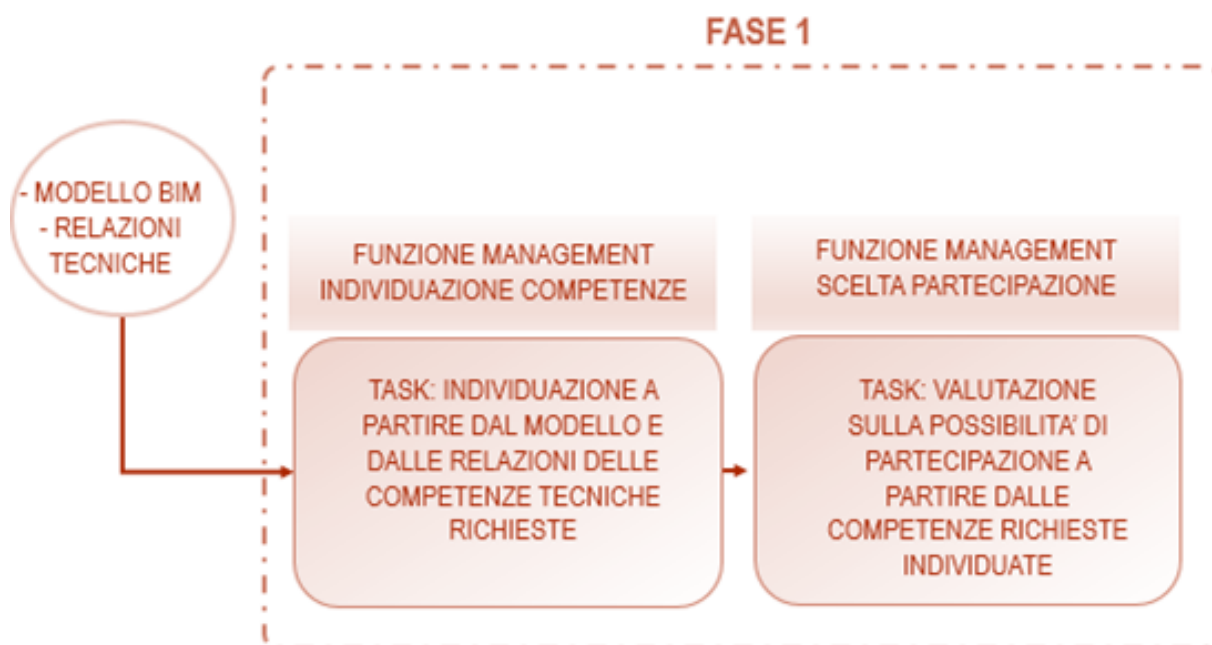 FASE 1
- MODELLO BIM
- RELAZIONI
TECNICHE
FUNZIONE MANAGEMENT
INDIVIDUAZIONE COMPETENZE
FUNZIONE MANAGEMENT
SCELTA PARTECIPAZIONE
TASK: INDIVIDUAZIONE A
PARTIRE DAL MODELLO E
DALLE RELAZIONI DELLE
COMPETENZE TECNICHE
RICHIESTE
TASK: VALUTAZIONE
SULLA POSSIBILITA' DI
PARTECIPAZIONE A
PARTIRE DALLE
COMPETENZE RICHIESTE
INDIVIDUATE